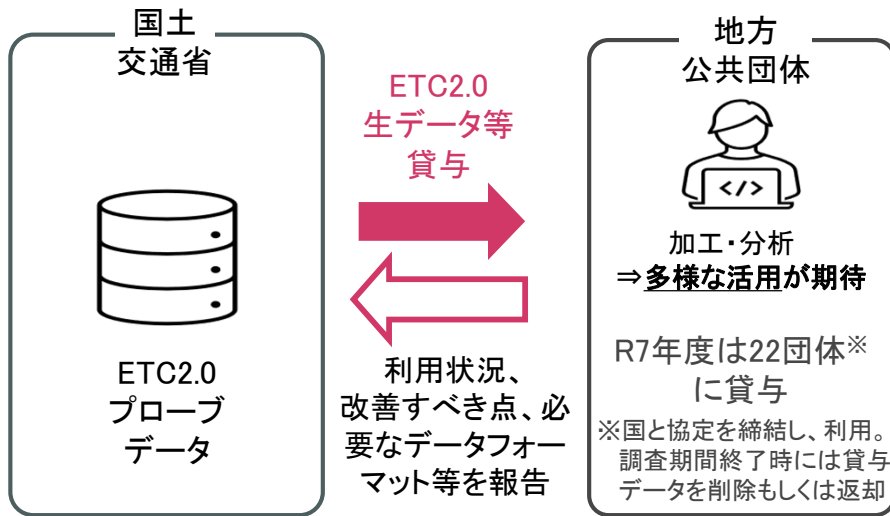 国土
交通省
ETC2.0
プローブ
データ
ETC2.0
生データ等
貸与
利用状況、
改善すべき点、必
要なデータフォー
マット等を報告
地方
公共団体
</>
加工・分析
⇒多様な活用が期待
R7年度は22団体※
に貸与
※国と協定を締結し、利用。
調査期間終了時には貸与
データを削除もしくは返却